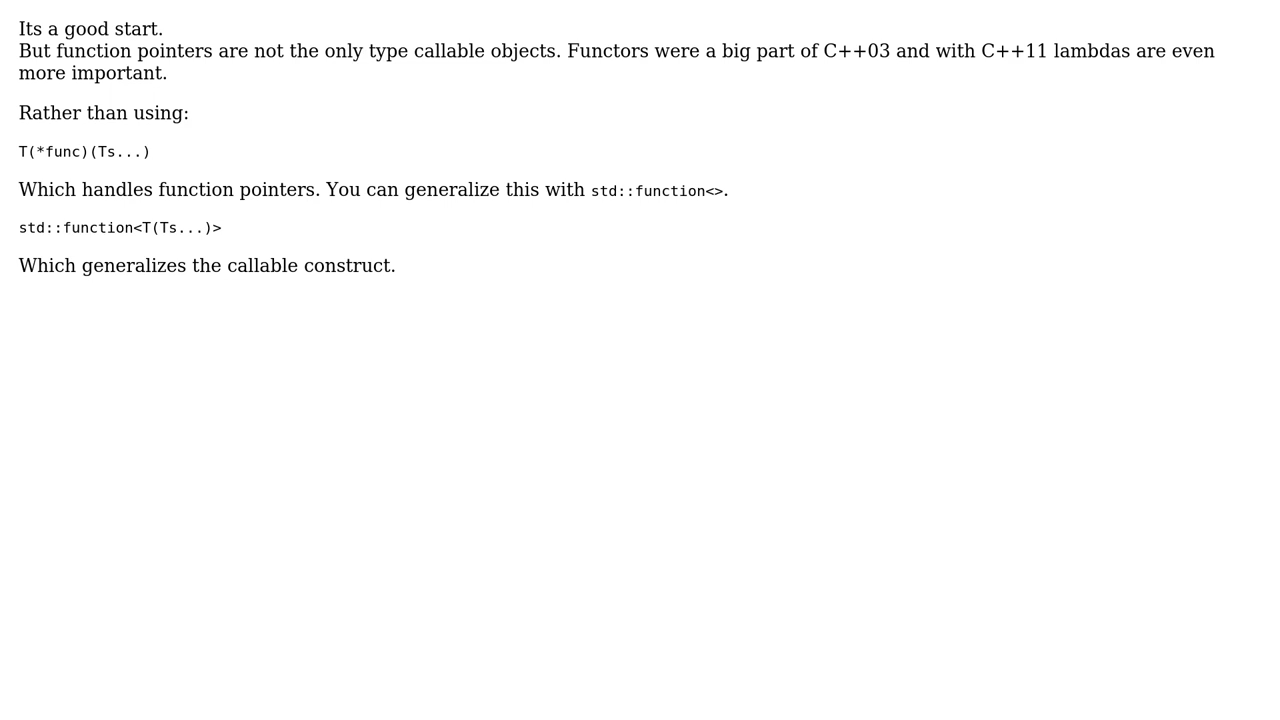 Its a good start.
But function pointers are not the only type callable objects. Functors were a big part of C++03 and with C++11 lambdas are even
more important.
Rather than using:
T(*func)(Ts...)
Which handles function pointers. You can generalize this with std::function<>.
std::function<T(Ts...)>
Which generalizes the callable construct.